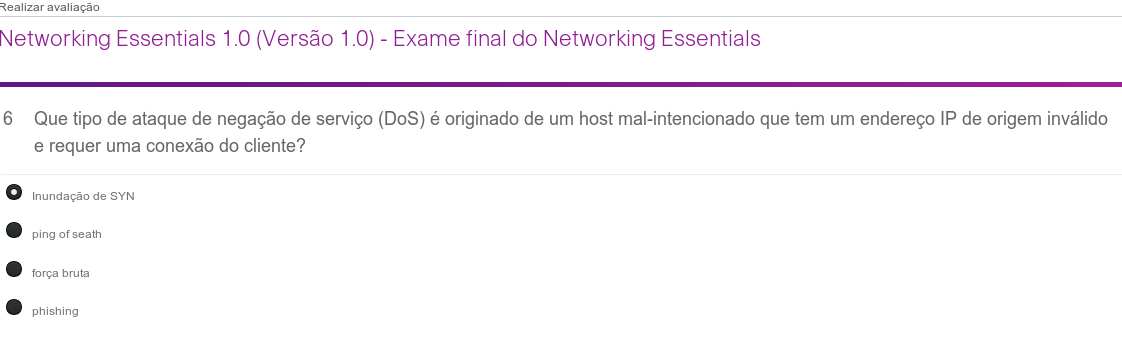 Realizar avaliação
Networking Essentials 1.0 (Versão 1.0) - Exame final do Networking Essentials
6 Que tipo de ataque de negação de serviço (DoS) é originado de um host mal-intencionado que tem um endereço IP de origem inválido
e requer uma conexão do cliente?
Inundação de SYN
ping of seath
força bruta
phishing